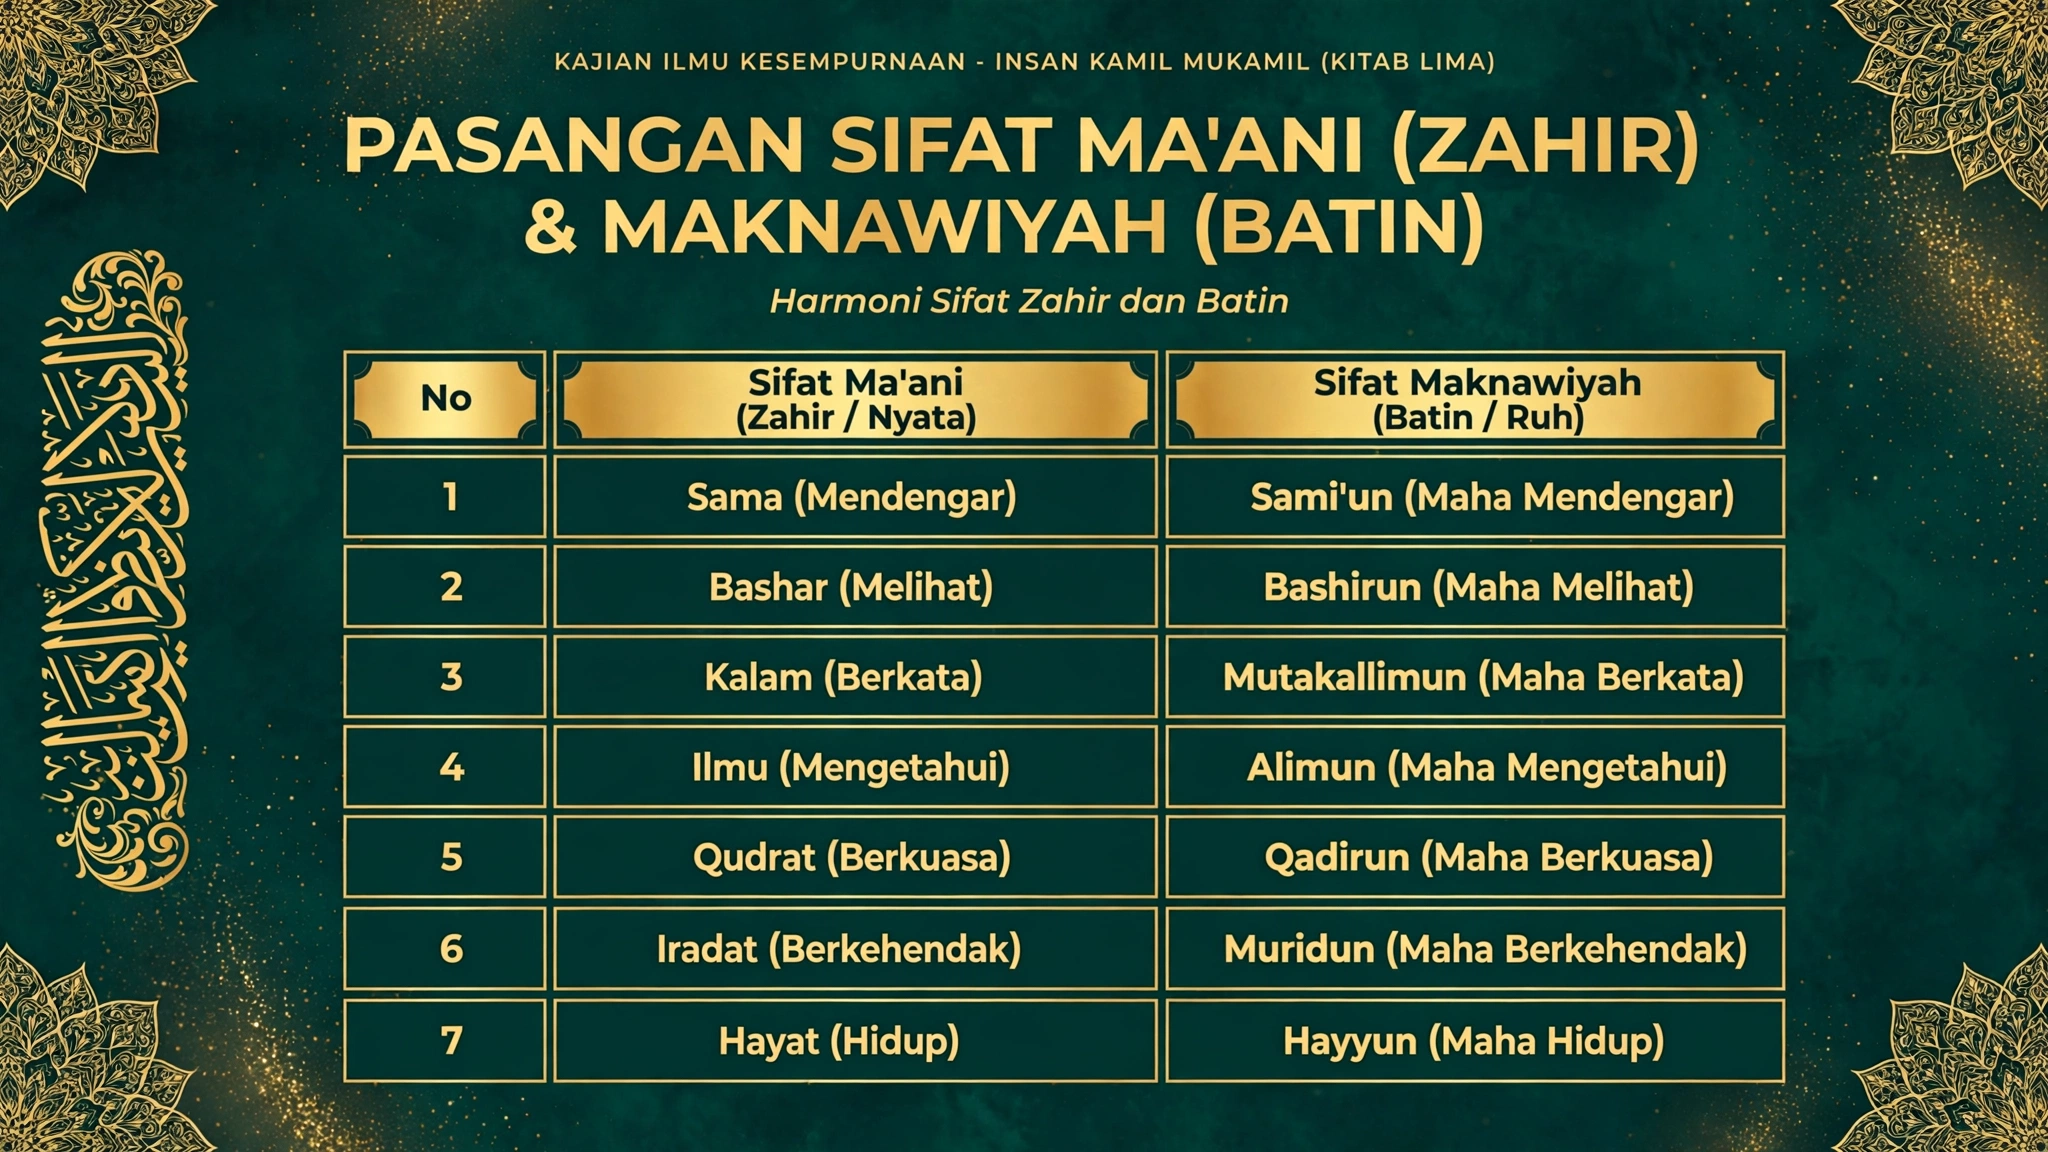 KAJIAN ILMU KESEMPURNAAN - INSAN KAMIL MUKAMIL (KITAB LIMA)
PASANGAN SIFAT MA'ANI (ZAHIR)
& MAKNAWIYAH (BATIN)
Harmoni Sifat Zahir dan Batin
No
Sifat Ma'ani
(Zahir / Nyata)
Sifat Maknawiyah
(Batin / Ruh)
1
Sama (Mendengar)
Sami'un (Maha Mendengar)
2
Bashar (Melihat)
Bashirun (Maha Melihat)
3
Kalam (Berkata)
Mutakallimun (Maha Berkata)
4
Ilmu (Mengetahui)
Alimun (Maha Mengetahui)
5
Qudrat (Berkuasa)
Qadirun (Maha Berkuasa)
6
Iradat (Berkehendak)
Muridun (Maha Berkehendak)
7
Hayat (Hidup)
Hayyun (Maha Hidup)